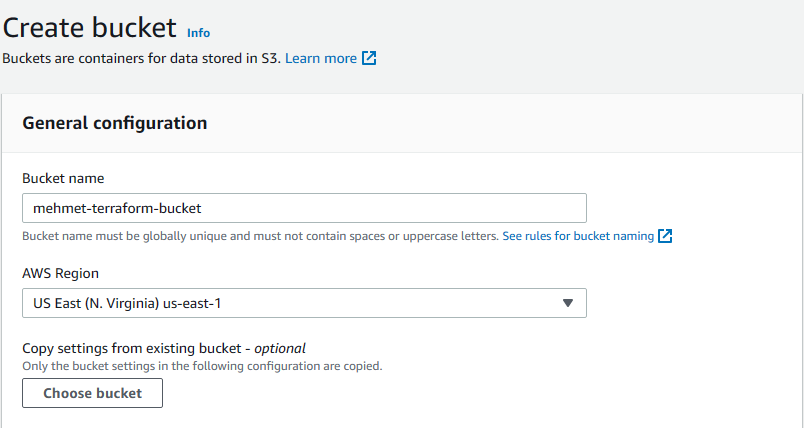 Create bucket Info
Buckets are containers for data stored in S3. Learn more
General configuration
Bucket name
mehmet-terraform-bucket
Bucket name must be globally unique and must not contain spaces or uppercase letters. See rules for bucket naming
AWS Region
US East (N. Virginia) us-east-1
Copy settings from existing bucket - optional
Only the bucket settings in the following configuration are copied.
Choose bucket